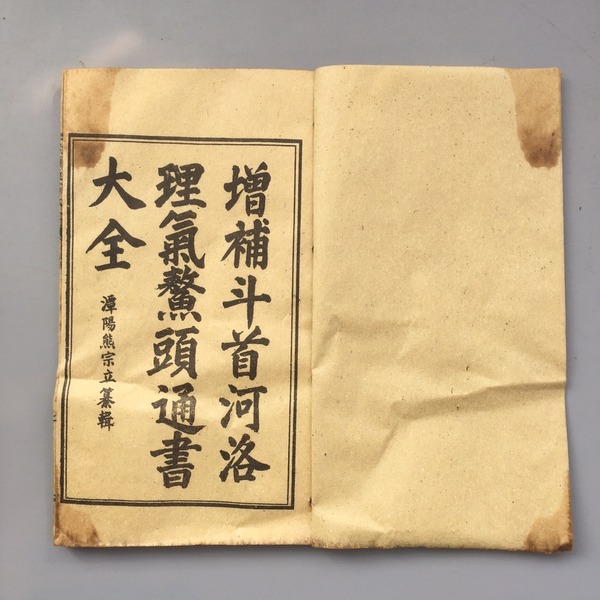 增補斗首河洛
理氣鰲頭通書
大全
潭陽熊宗立纂輯